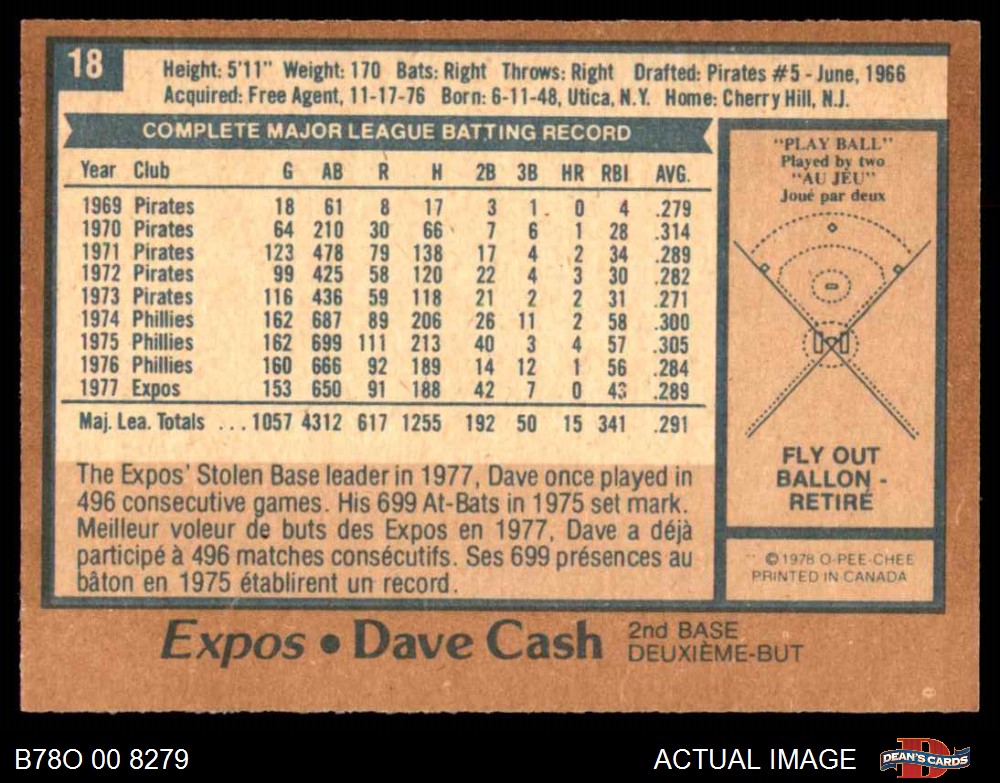 18
Height: 5'11" Weight: 170 Bats: Right Throws: Right Drafted: Pirates #5 - June, 1966
Acquired: Free Agent, 11-17-76 Born: 6-11-48, Utica, N.Y. Home: Cherry Hill, N.J.
COMPLETE MAJOR LEAGUE BATTING RECORD
Year Club G AB R H 2B 3B HR RBI AVG.
1969 Pirates 18 61 8 17 3 1 0 4 .279
1970 Pirates 64 210 30 66 7 6 1 28 .314
1971 Pirates 123 478 79 138 17 4 2 34 .289
1972 Pirates 99 425 58 120 22 4 3 30 .282
1973 Pirates 116 436 59 118 21 2 2 31 .271
1974 Phillies 162 687 89 206 26 11 2 58 .300
1975 Phillies 162 699 111 213 40 3 4 57 .305
1976 Phillies 160 666 92 189 14 12 1 56 .284
1977 Expos 153 650 91 188 42 7 0 43 .289
Maj. Lea. Totals ... 1057 4312 617 1255 192 50 15 341 .291
The Expos' Stolen Base leader in 1977, Dave once played in
496 consecutive games. His 699 At-Bats in 1975 set mark.
Meilleur voleur de buts des Expos en 1977, Dave a déjà
participé à 496 matches consécutifs. Ses 699 présences au
bâton en 1975 établirent un record.
"PLAY BALL"
Played by two
"AU JEU"
Joué par deux
FLY OUT
BALLON -
RETIRÉ
©1978 O-PEE-CHEE
PRINTED IN CANADA
Expos • Dave Cash
2nd BASE
DEUXIÈME-BUT
B78O 00 8279
ACTUAL IMAGE
D
DEAN'S CARDS